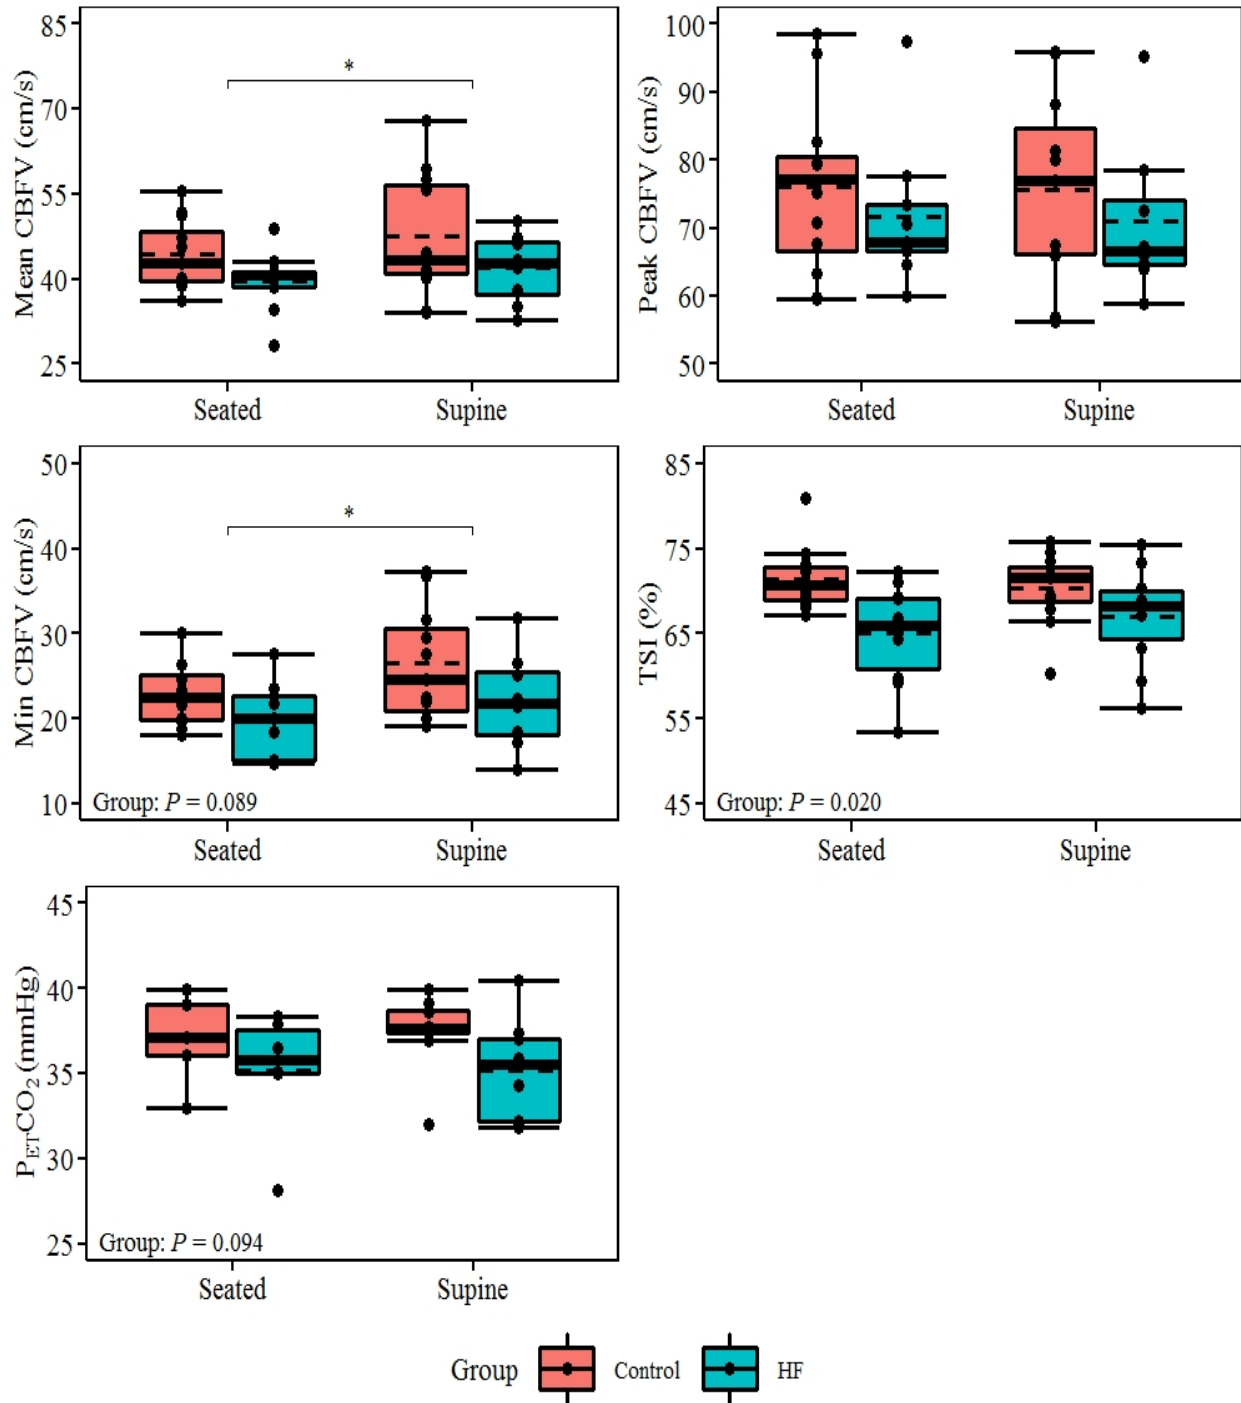 Mean CBFV (cm/s)
85
70
55
40
25
*
Seated
Supine
Peak CBFV (cm/s)
100
90
80
70
60
50
Seated
Supine
Min CBFV (cm/s)
50
40
30
20
10
*
Group: P = 0.089
Seated
Supine
TSI (%)
85
75
65
55
45
Group: P = 0.020
Seated
Supine
PETCO2 (mmHg)
45
40
35
30
25
Group: P = 0.094
Seated
Supine
Group Control HF